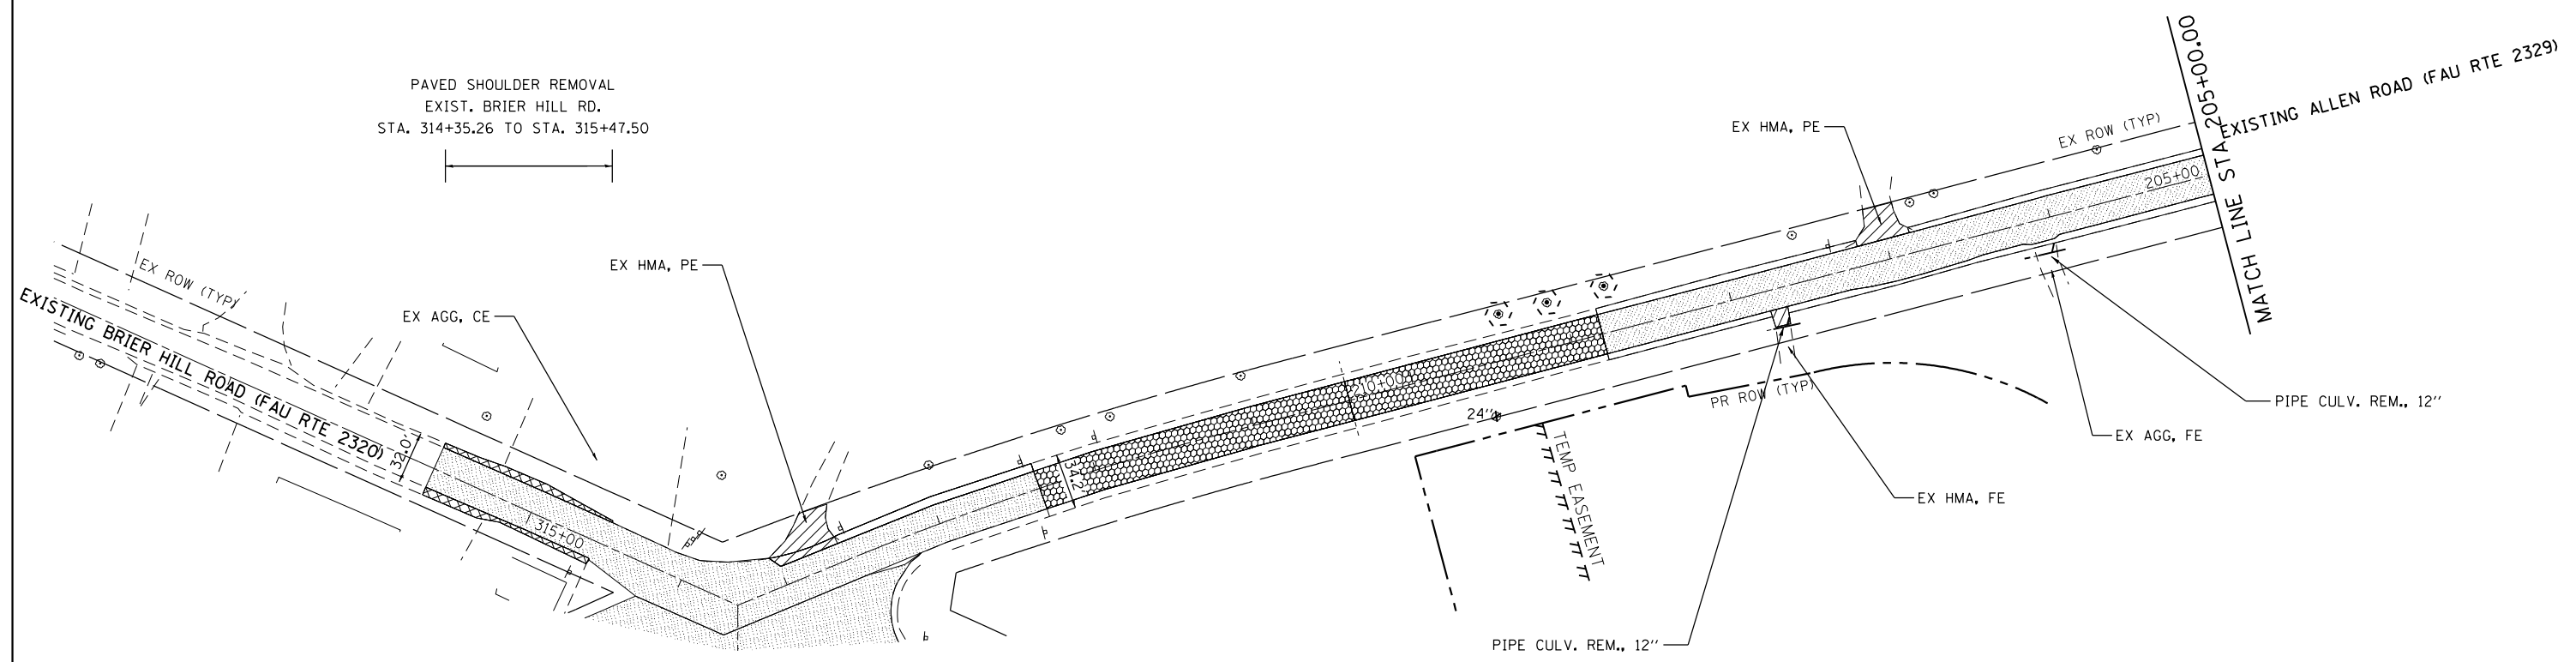 PAVED SHOULDER REMOVAL
EXIST. BRIER HILL RD.
STA. 314+35.26 TO STA. 315+47.50
EX HMA, PE
EX ROW (TYP)
MATCH LINE STA 205+00.00
EXISTING ALLEN ROAD (FAU RTE 2329)
205+00
EX ROW (TYP)
EX HMA, PE
EX AGG, CE
EXISTING BRIER HILL ROAD (FAU RTE 2320)
32.0'
315+00
34.2'
210+00
24"
PR ROW (TYP)
TEMP EASEMENT
PIPE CULV. REM., 12''
EX AGG, FE
EX HMA, FE
PIPE CULV. REM., 12''